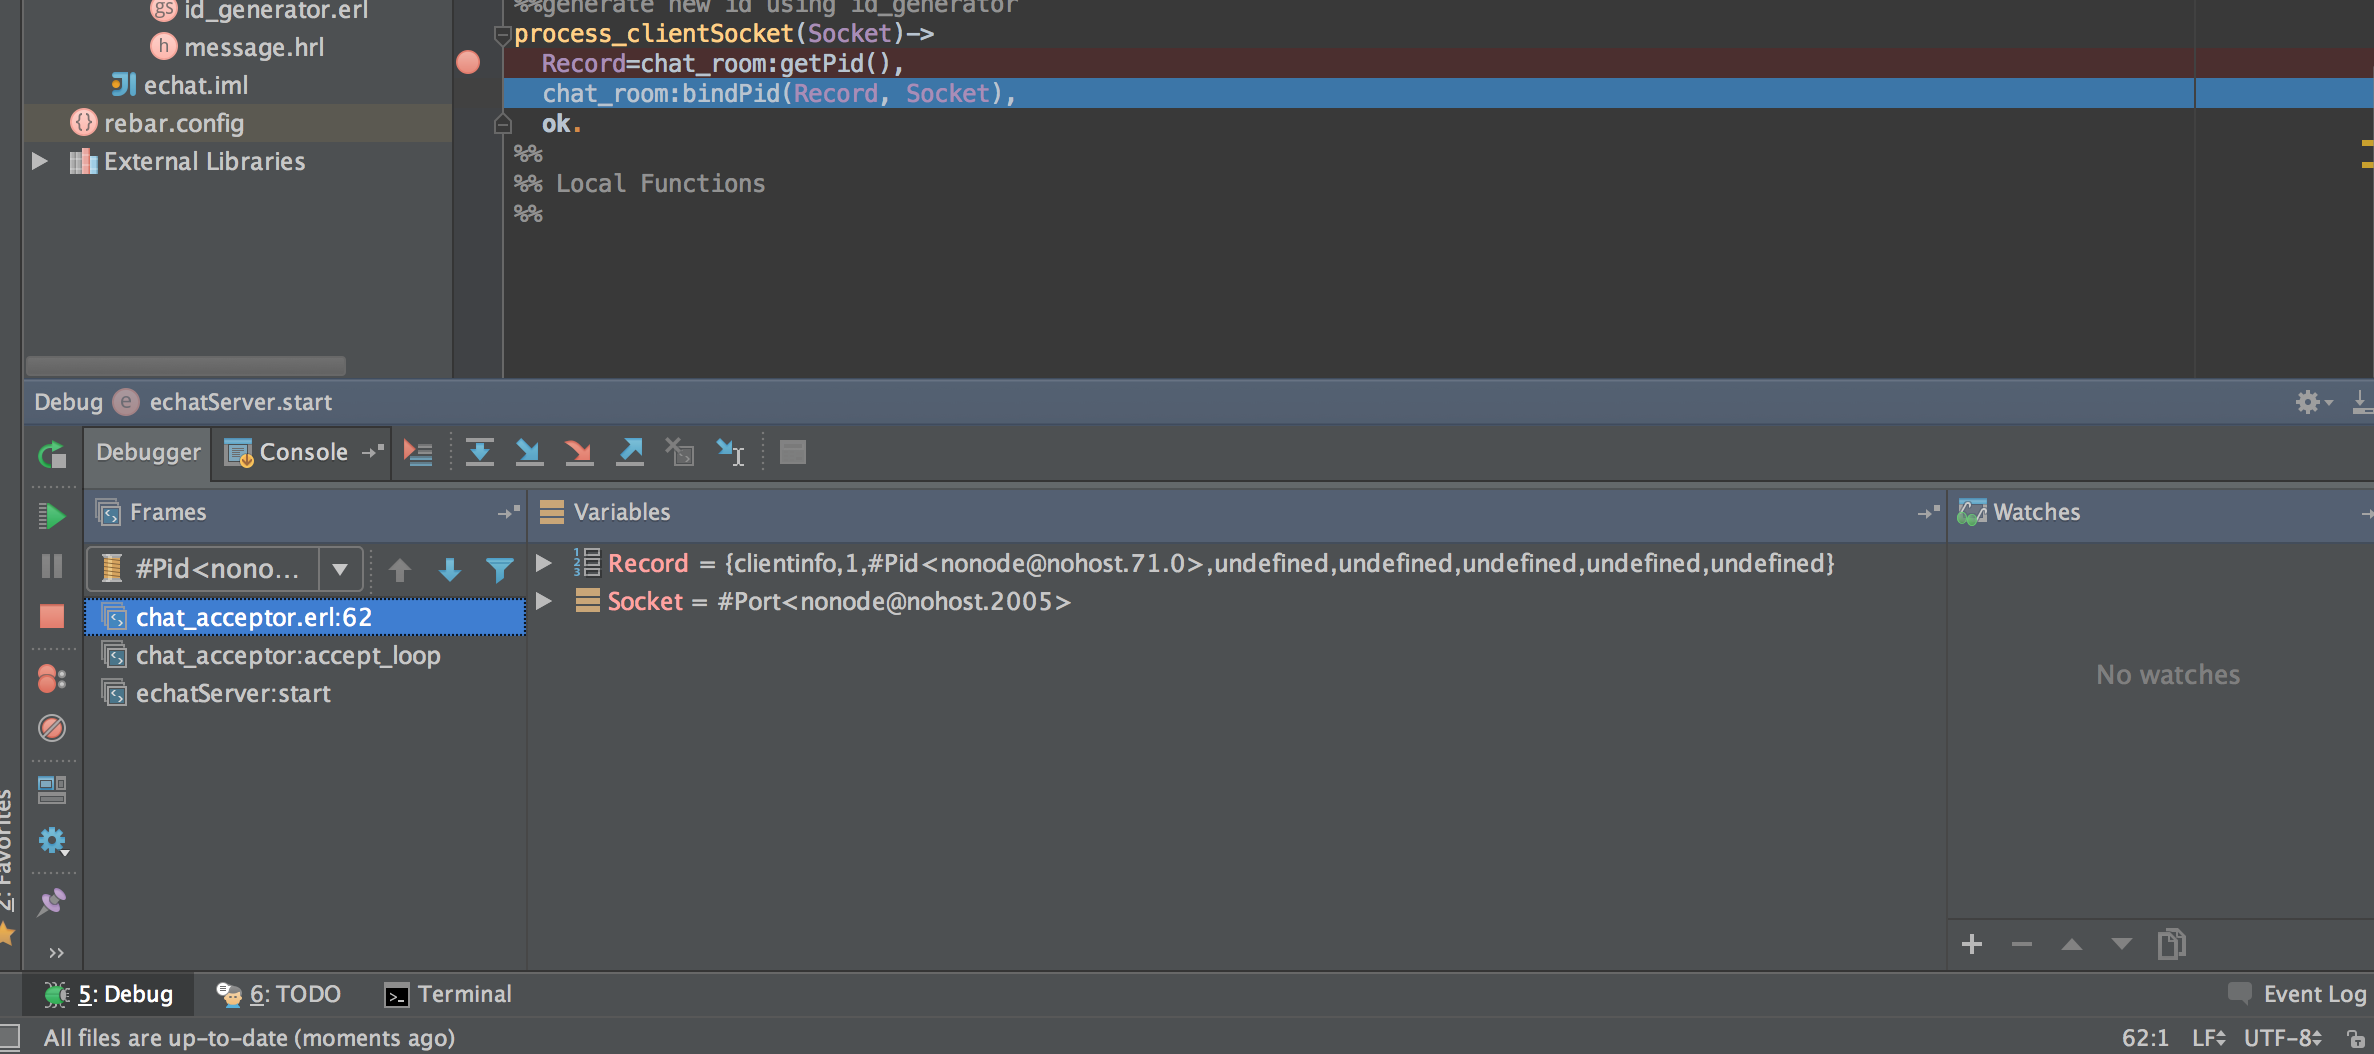 gs id_generator.erl
h message.hrl
echat.iml
rebar.config
External Libraries
%%generate new id using id_generator
process_clientSocket(Socket)->
Record=chat_room:getPid(),
chat_room:bindPid(Record, Socket),
ok.
%%
%% Local Functions
%%
Debug e echatServer.start
Debugger Console
Frames
Variables
Watches
#Pid<nono...
chat_acceptor.erl:62
chat_acceptor:accept_loop
echatServer:start
Record = {clientinfo,1,#Pid<nonode@nohost.71.0>,undefined,undefined,undefined,undefined,undefined}
Socket = #Port<nonode@nohost.2005>
No watches
2: Favorites
5: Debug 6: TODO Terminal Event Log
All files are up-to-date (moments ago) 62:1 LF UTF-8